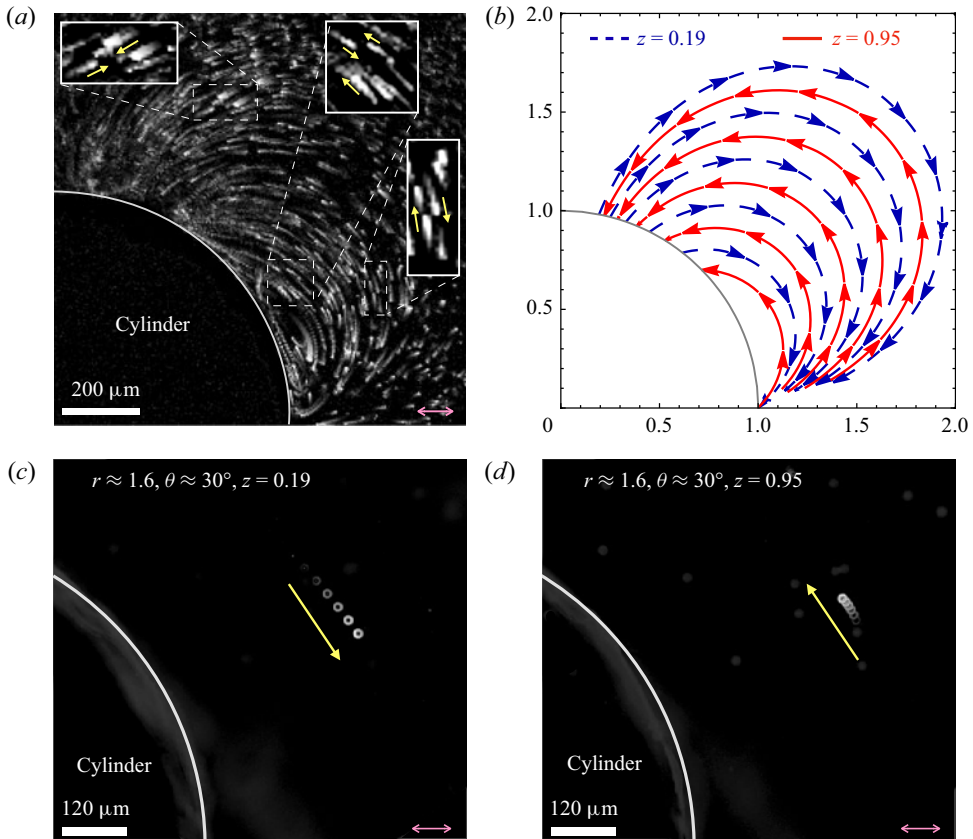 (a)
Cylinder
200 μm
(b)
2.0
1.5
1.0
0.5
0
0.5
1.0
1.5
2.0
z = 0.19
z = 0.95
(c)
r ≈ 1.6, θ ≈ 30°, z = 0.19
Cylinder
120 μm
(d)
r ≈ 1.6, θ ≈ 30°, z = 0.95
Cylinder
120 μm